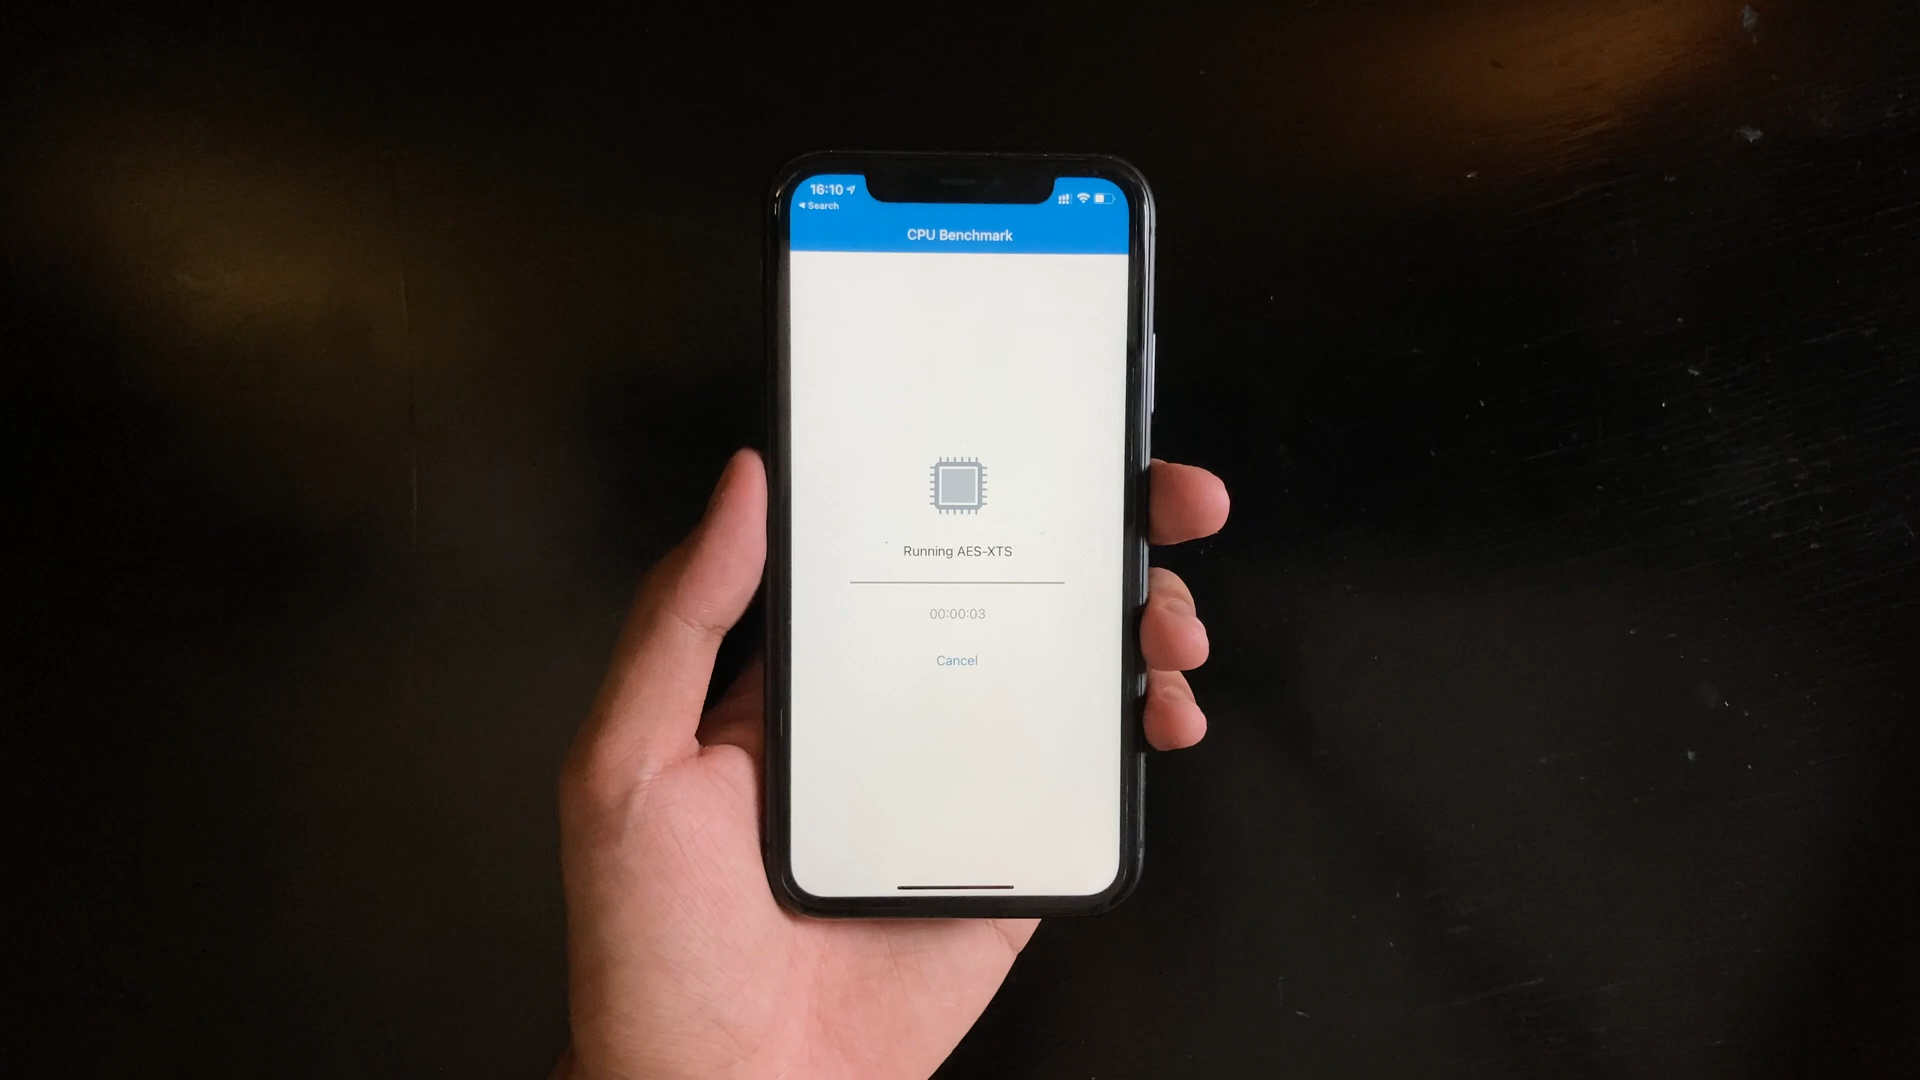 16:10
◀ Search
CPU Benchmark
Running AES-XTS
00:00:03
Cancel